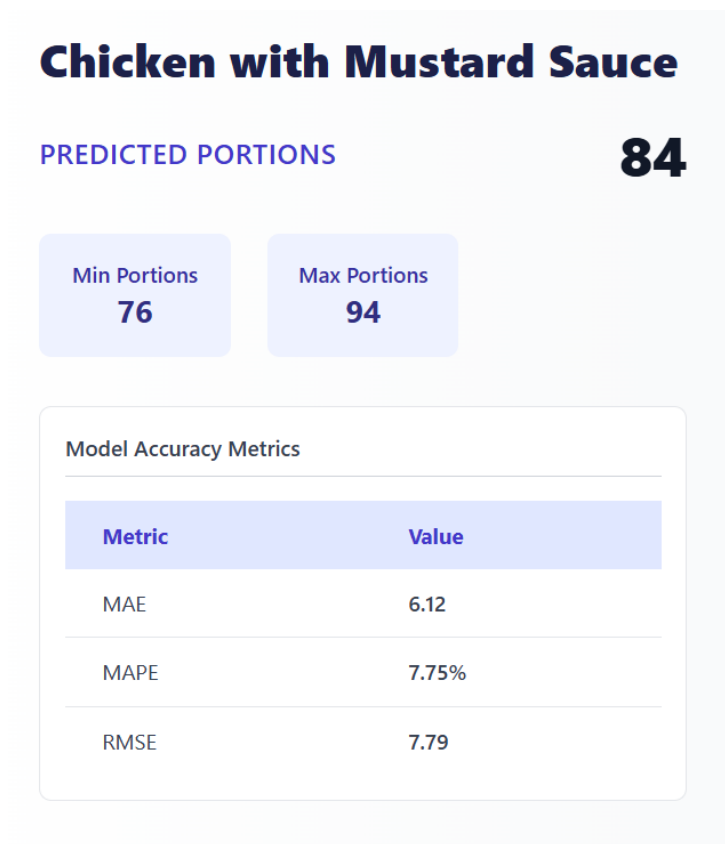 Chicken with Mustard Sauce
PREDICTED PORTIONS 84
Min Portions Max Portions
76 94
Model Accuracy Metrics
Metric Value
MAE 6.12
MAPE 7.75%
RMSE 7.79